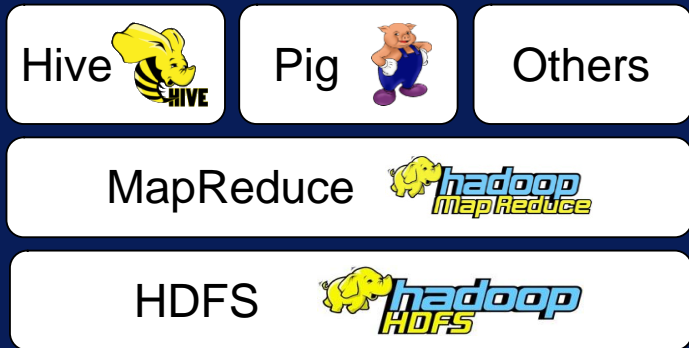 Hive
HIVE
Pig
Others
MapReduce
hadoop
Map Reduce
HDFS
hadoop
HDFS